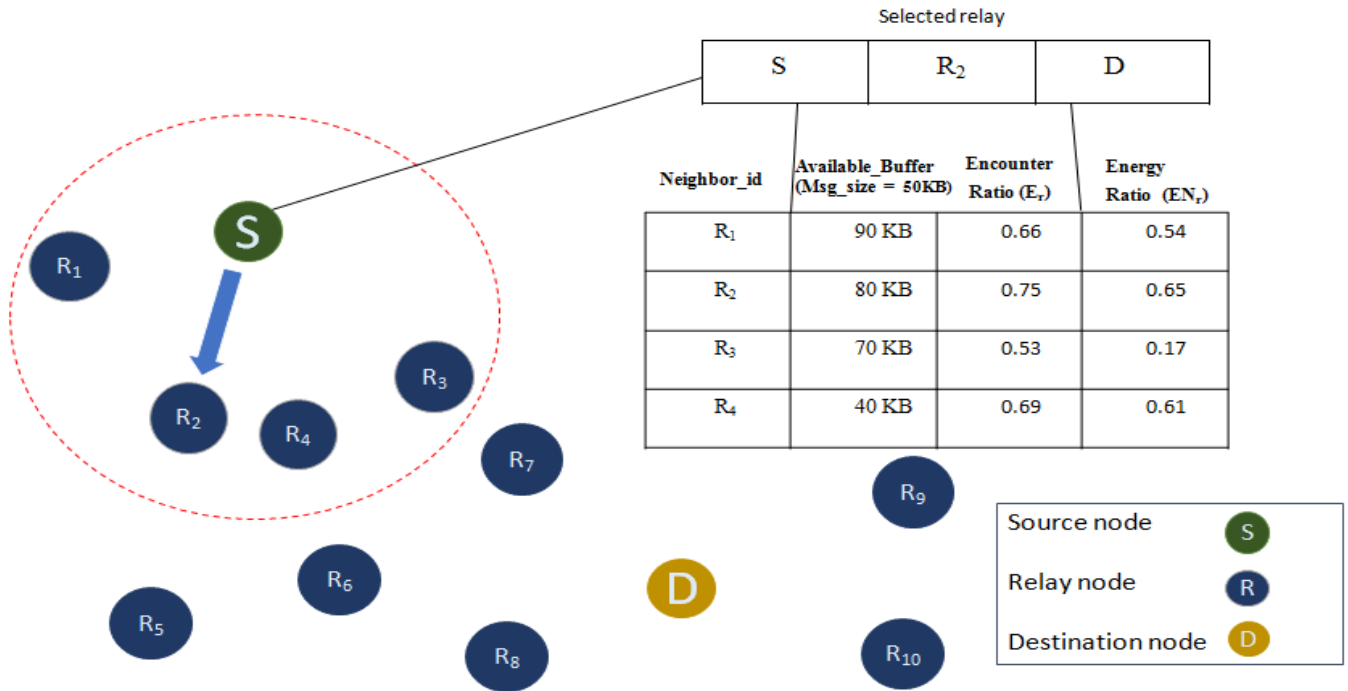 Selected relay
S R₂ D
Neighbor_id Available_Buffer (Msg_size = 50KB) Encounter Ratio (Eᵣ) Energy Ratio (ENᵣ)
R₁ 90 KB 0.66 0.54
R₂ 80 KB 0.75 0.65
R₃ 70 KB 0.53 0.17
R₄ 40 KB 0.69 0.61
S
R₁
R₂
R₄
R₃
R₇
R₉
R₆
R₅
R₈
D
R₁₀
Source node S
Relay node R
Destination node D